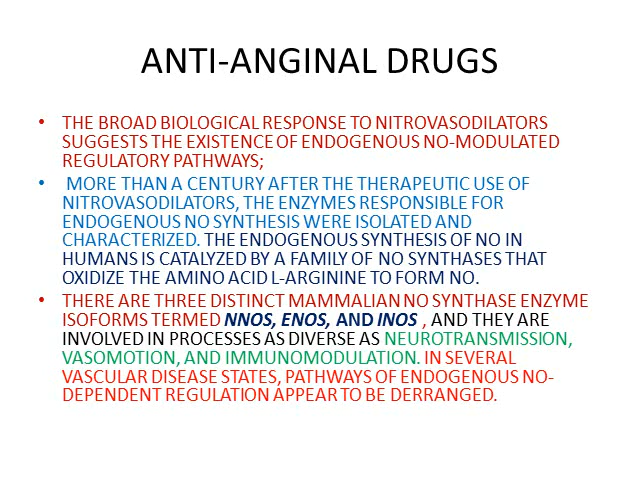 ANTI-ANGINAL DRUGS
• THE BROAD BIOLOGICAL RESPONSE TO NITROVASODILATORS
SUGGESTS THE EXISTENCE OF ENDOGENOUS NO-MODULATED
REGULATORY PATHWAYS;
• MORE THAN A CENTURY AFTER THE THERAPEUTIC USE OF
NITROVASODILATORS, THE ENZYMES RESPONSIBLE FOR
ENDOGENOUS NO SYNTHESIS WERE ISOLATED AND
CHARACTERIZED. THE ENDOGENOUS SYNTHESIS OF NO IN
HUMANS IS CATALYZED BY A FAMILY OF NO SYNTHASES THAT
OXIDIZE THE AMINO ACID L-ARGININE TO FORM NO.
• THERE ARE THREE DISTINCT MAMMALIAN NO SYNTHASE ENZYME
ISOFORMS TERMED NNOS, ENOS, AND INOS , AND THEY ARE
INVOLVED IN PROCESSES AS DIVERSE AS NEUROTRANSMISSION,
VASOMOTION, AND IMMUNOMODULATION. IN SEVERAL
VASCULAR DISEASE STATES, PATHWAYS OF ENDOGENOUS NO-
DEPENDENT REGULATION APPEAR TO BE DERRANGED.